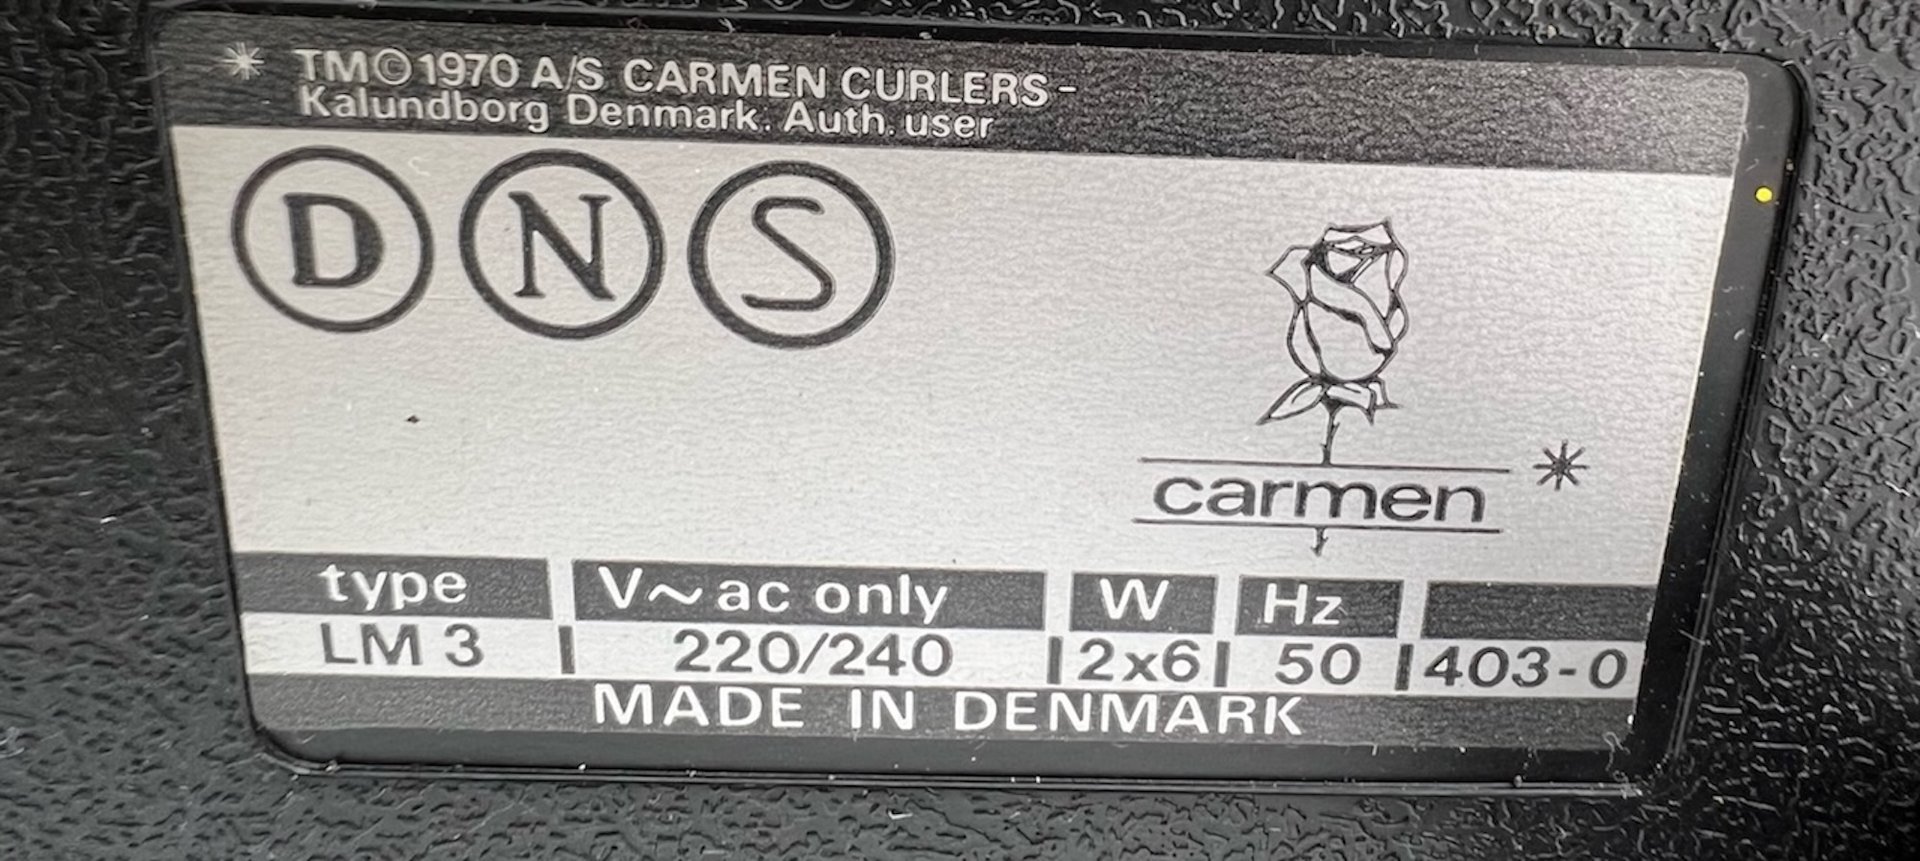 * TM©1970 A/S CARMEN CURLERS-
Kalundborg Denmark. Auth. user
D N S
carmen *
type V~ac only W Hz
LM 3 | 220/240 | 2x6 | 50 | 403-0
MADE IN DENMARK